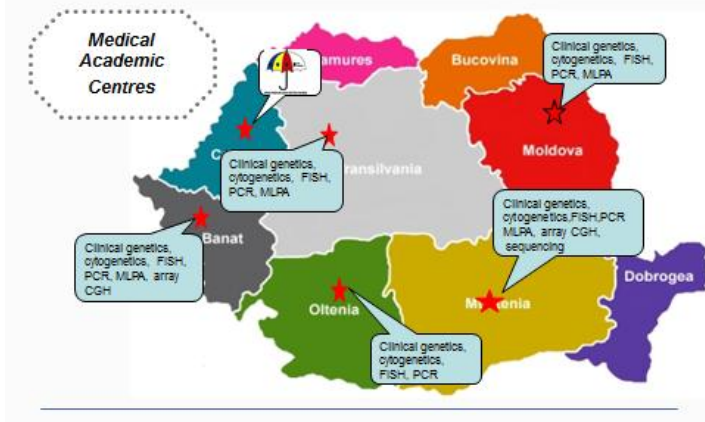 Medical
Academic
Centres
amures
Bucovina
Clinical genetics,
cytogenetics, FISH,
PCR, MLPA
C
Clinical genetics,
cytogenetics, FISH,
PCR, MLPA
ransilvania
Moldova
Banat
Clinical genetics,
cytogenetics, FISH,
PCR, MLPA, array
CGH
Clinical genetics,
cytogenetics,FISH,PCR
MLPA, array CGH,
sequencing
Dobrogea
Oltenia
M tenia
Clinical genetics,
cytogenetics,
FISH, PCR